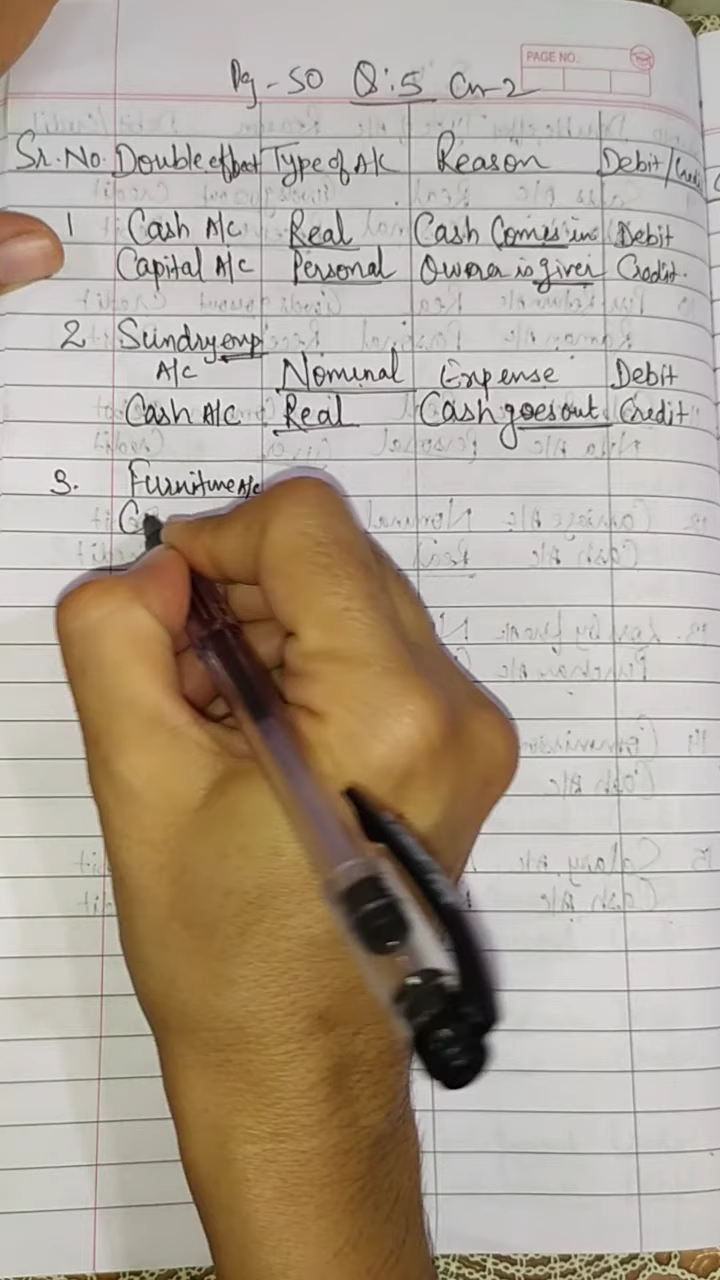 PAGE NO.
Pg-50 Q:5 Ch-2
Sr. No. Double effect Type of A/c Reason Debit/Credit
1 Cash A/c Real Cash Comes in Debit
Capital A/c Personal Owner is giver Credit.
2 Sundry exp
A/c Nominal Expense Debit
Cash A/c Real Cash goes out Credit
3. Furniture A/c